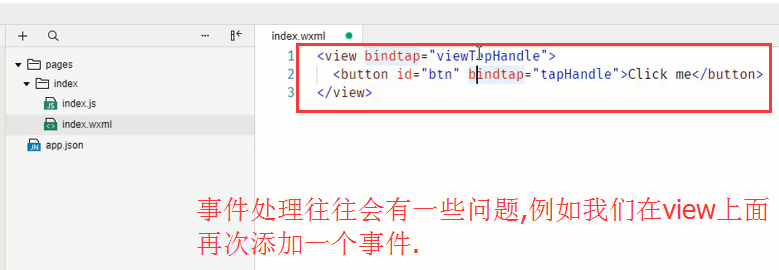 index.wxml
1 <view bindtap="viewTapHandle">
2 <button id="btn" bindtap="tapHandle">Click me</button>
3 </view>
pages
index
JS index.js
<> index.wxml
app.json
事件处理往往会有一些问题,例如我们在view上面
再次添加一个事件.